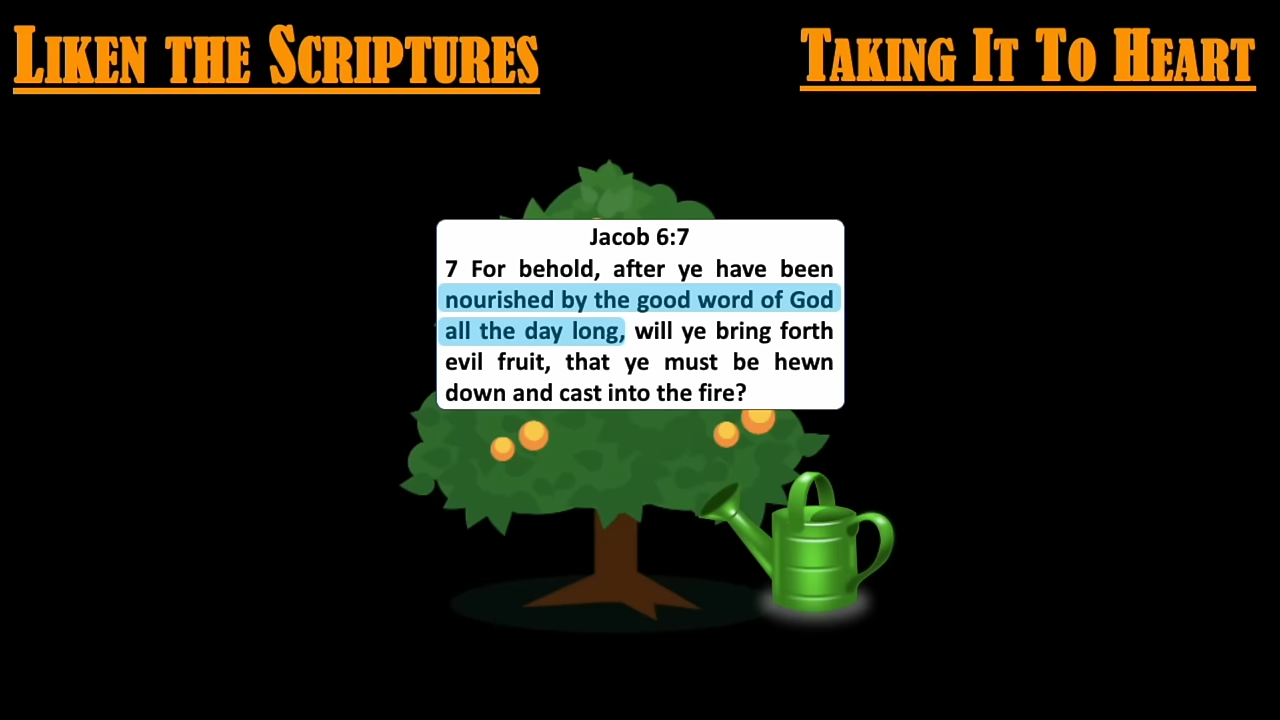 Liken the Scriptures
Taking It To Heart
Jacob 6:7
7 For behold, after ye have been
nourished by the good word of God
all the day long, will ye bring forth
evil fruit, that ye must be hewn
down and cast into the fire?